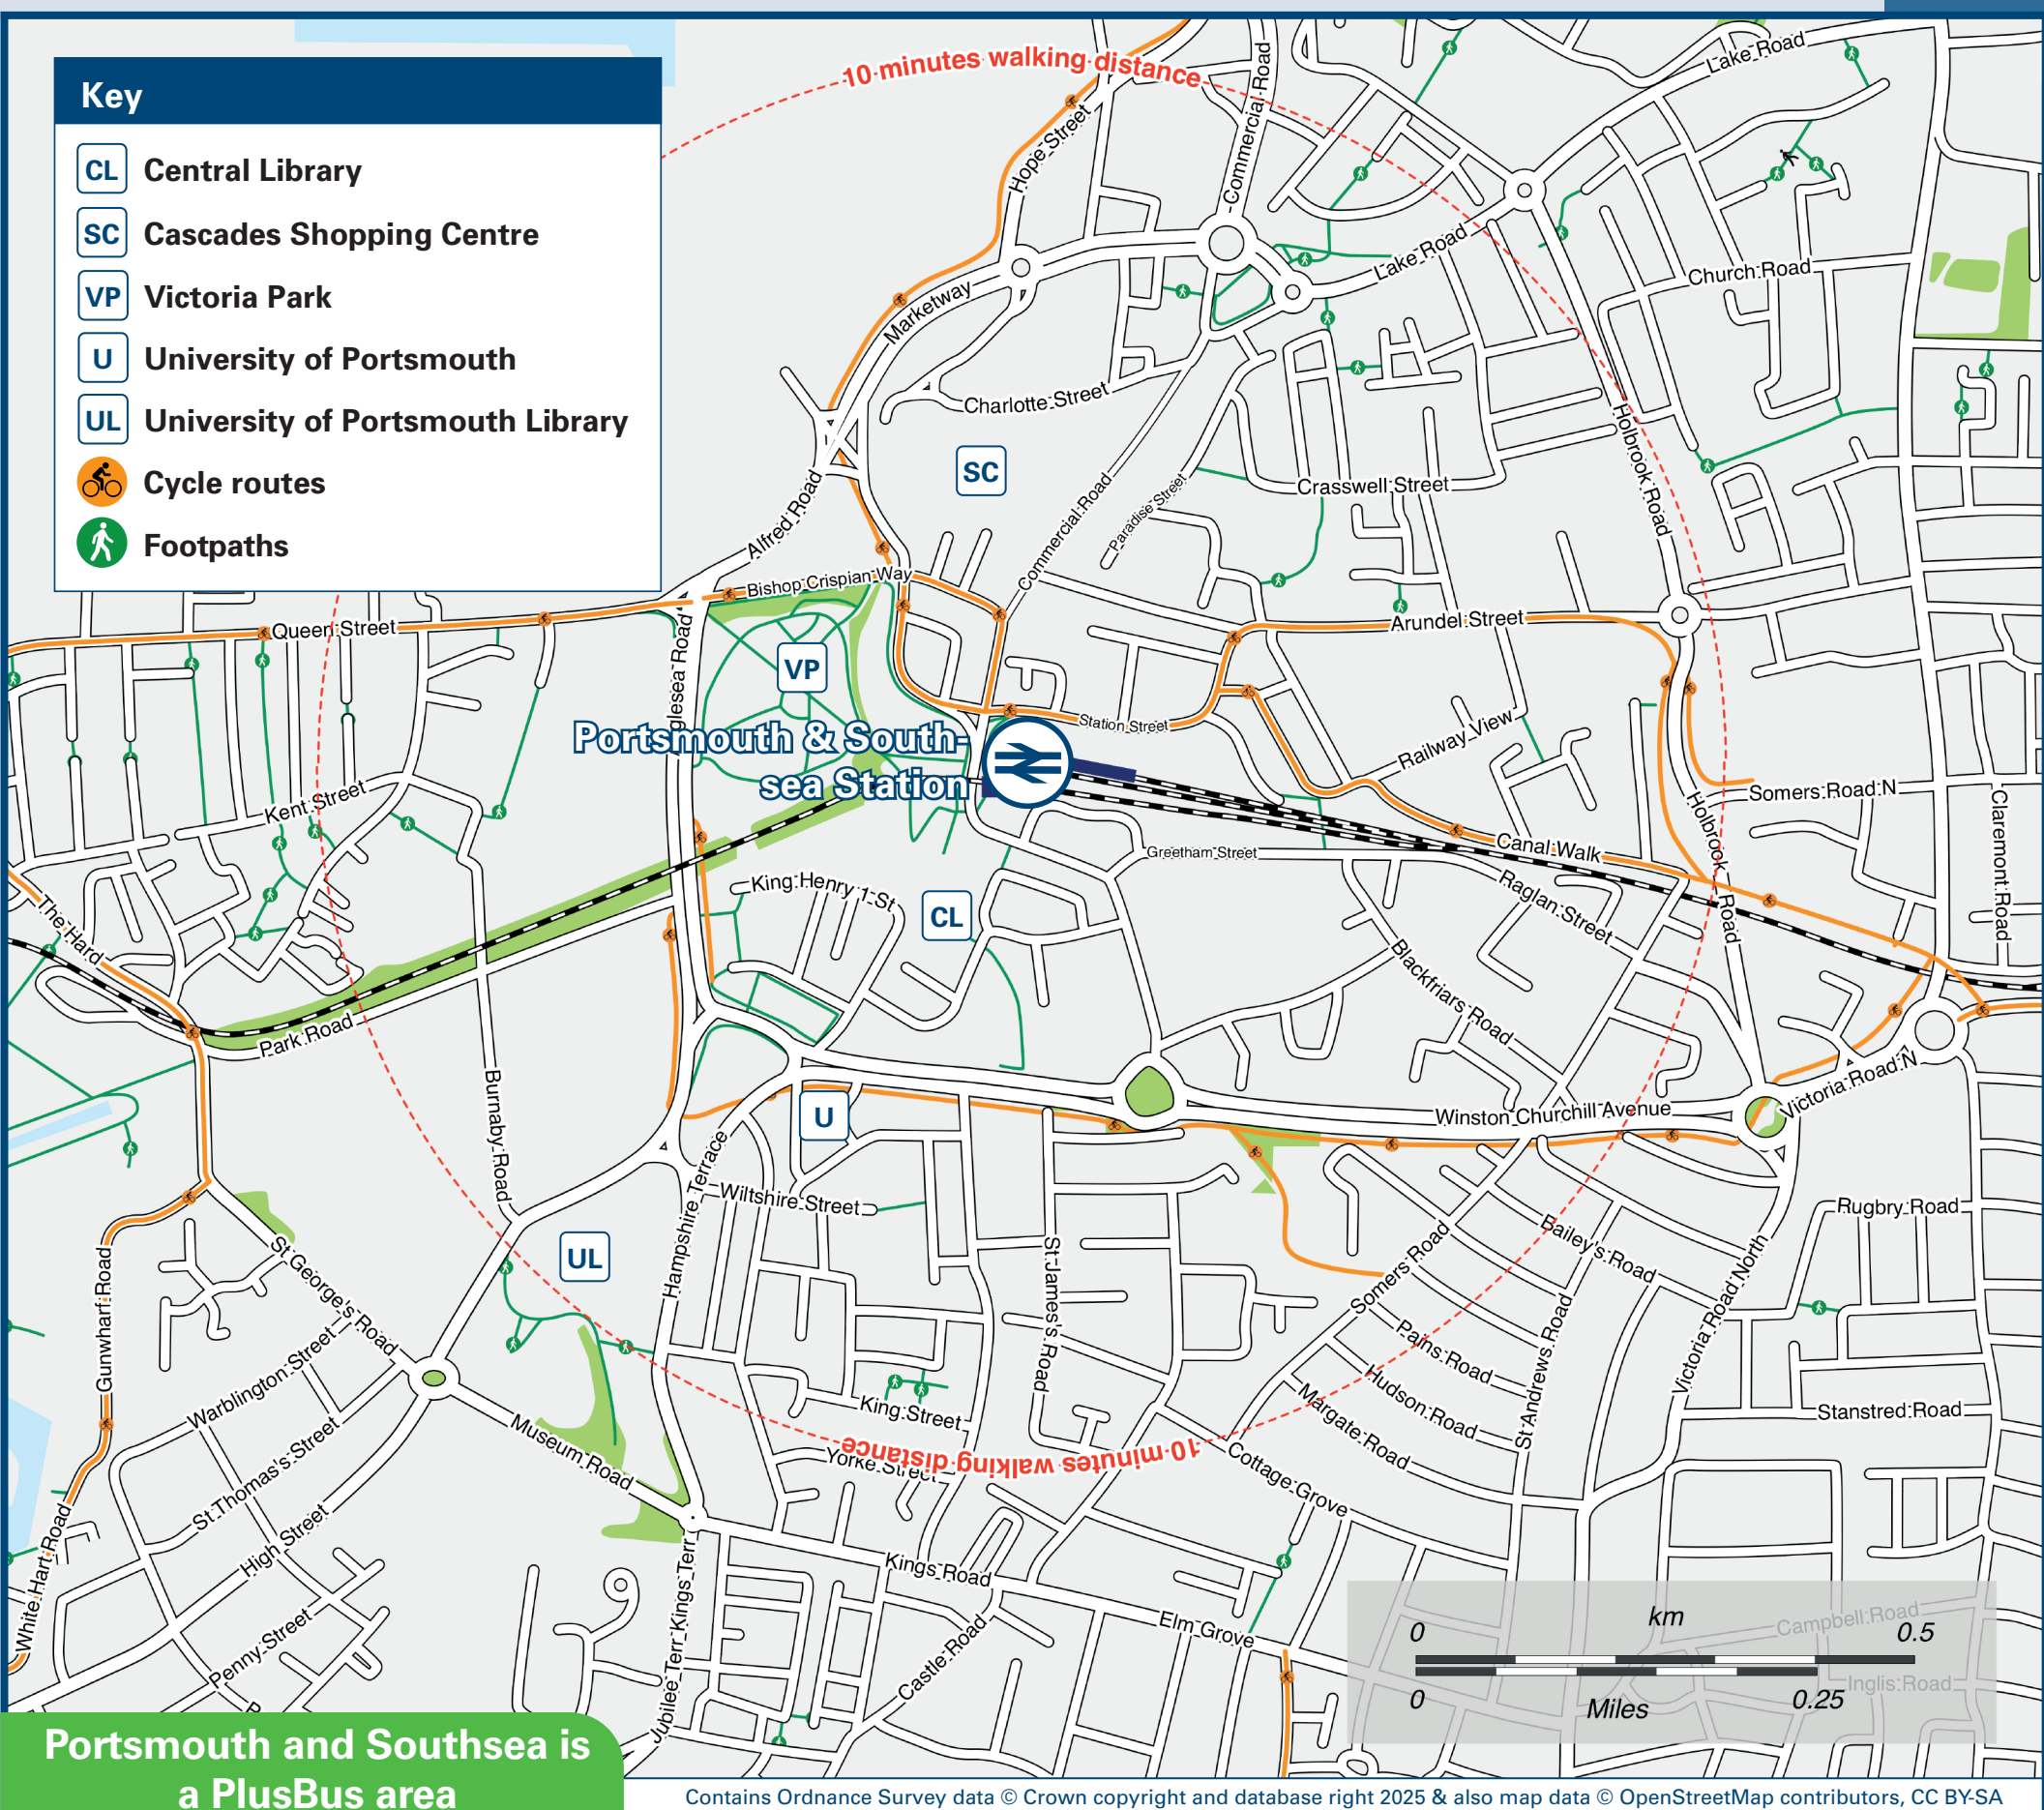 Key
CL Central Library
SC Cascades Shopping Centre
VP Victoria Park
U University of Portsmouth
UL University of Portsmouth Library
Cycle routes
Footpaths
10 minutes walking distance
Lake Road
Commercial Road
Hope Street
Lake Road
Church Road
Marketway
Charlotte Street
SC
Holbrook Road
Crasswell Street
Commercial Road
Paradise Street
Alfred Road
Bishop Crispian Way
Queen Street
Arundel Street
glesea Road
VP
Portsmouth & South-
sea Station
Station Street
Railway View
Somers Road N
Holbrook Road
Claremont Road
Kent Street
Canal Walk
Greetham Street
Raglan Street
King Henry 1 St
CL
The Hard
Blackfriars Road
Park Road
Burnaby Road
U
Winston Churchill Avenue
Victoria Road N
Hampshire Terrace
Wiltshire Street
Rugby Road
Bailey's Road
UL
St George's Road
Gunwharf Road
St James's Road
Somers Road
St Andrews Road
Victoria Road North
Pains Road
Hudson Road
Margate Road
Warblington Street
St Thomas's Street
Museum Road
King Street
Stanstred Road
10 minutes walking distance
Yorke Street
Cottage Grove
High Street
White Hart Road
Kings Road
Elm Grove
Penny Street
Jubilee Terr Kings Terr
Castle Road
Campbell Road
Inglis Road
km
0 0.5
0 0.25
Miles
Portsmouth and Southsea is
a PlusBus area
Contains Ordnance Survey data © Crown copyright and database right 2025 & also map data © OpenStreetMap contributors, CC BY-SA